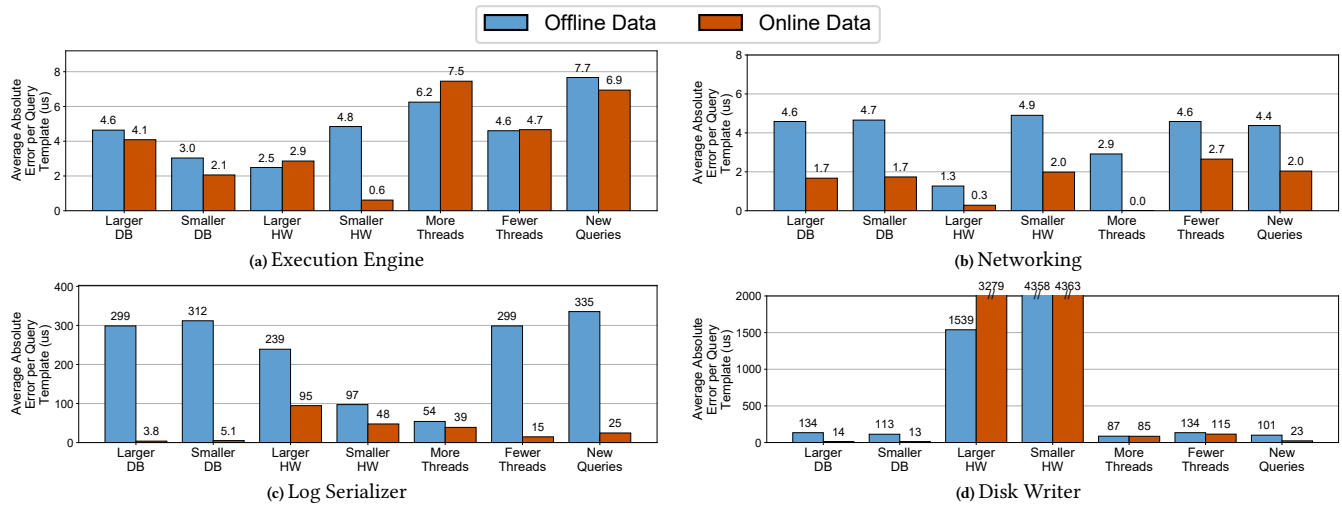 Offline Data Online Data
Average Absolute
Error per Query
Template (us)
8
6
4
2
0
4.6 4.1 3.0 2.1 2.5 2.9 4.8 0.6 6.2 7.5 4.6 4.7 7.7 6.9
Larger Smaller Larger Smaller More Fewer New
DB DB HW HW Threads Threads Queries
(a) Execution Engine
Average Absolute
Error per Query
Template (us)
8
6
4
2
0
4.6 1.7 4.7 1.7 1.3 0.3 4.9 2.0 2.9 0.0 4.6 2.7 4.4 2.0
Larger Smaller Larger Smaller More Fewer New
DB DB HW HW Threads Threads Queries
(b) Networking
Average Absolute
Error per Query
Template (us)
400
300
200
100
0
299 3.8 312 5.1 239 95 97 48 54 39 299 15 335 25
Larger Smaller Larger Smaller More Fewer New
DB DB HW HW Threads Threads Queries
(c) Log Serializer
Average Absolute
Error per Query
Template (us)
2000
1500
1000
500
0
134 14 113 13 1539 3279 4358 4363 87 85 134 115 101 23
Larger Smaller Larger Smaller More Fewer New
DB DB HW HW Threads Threads Queries
(d) Disk Writer